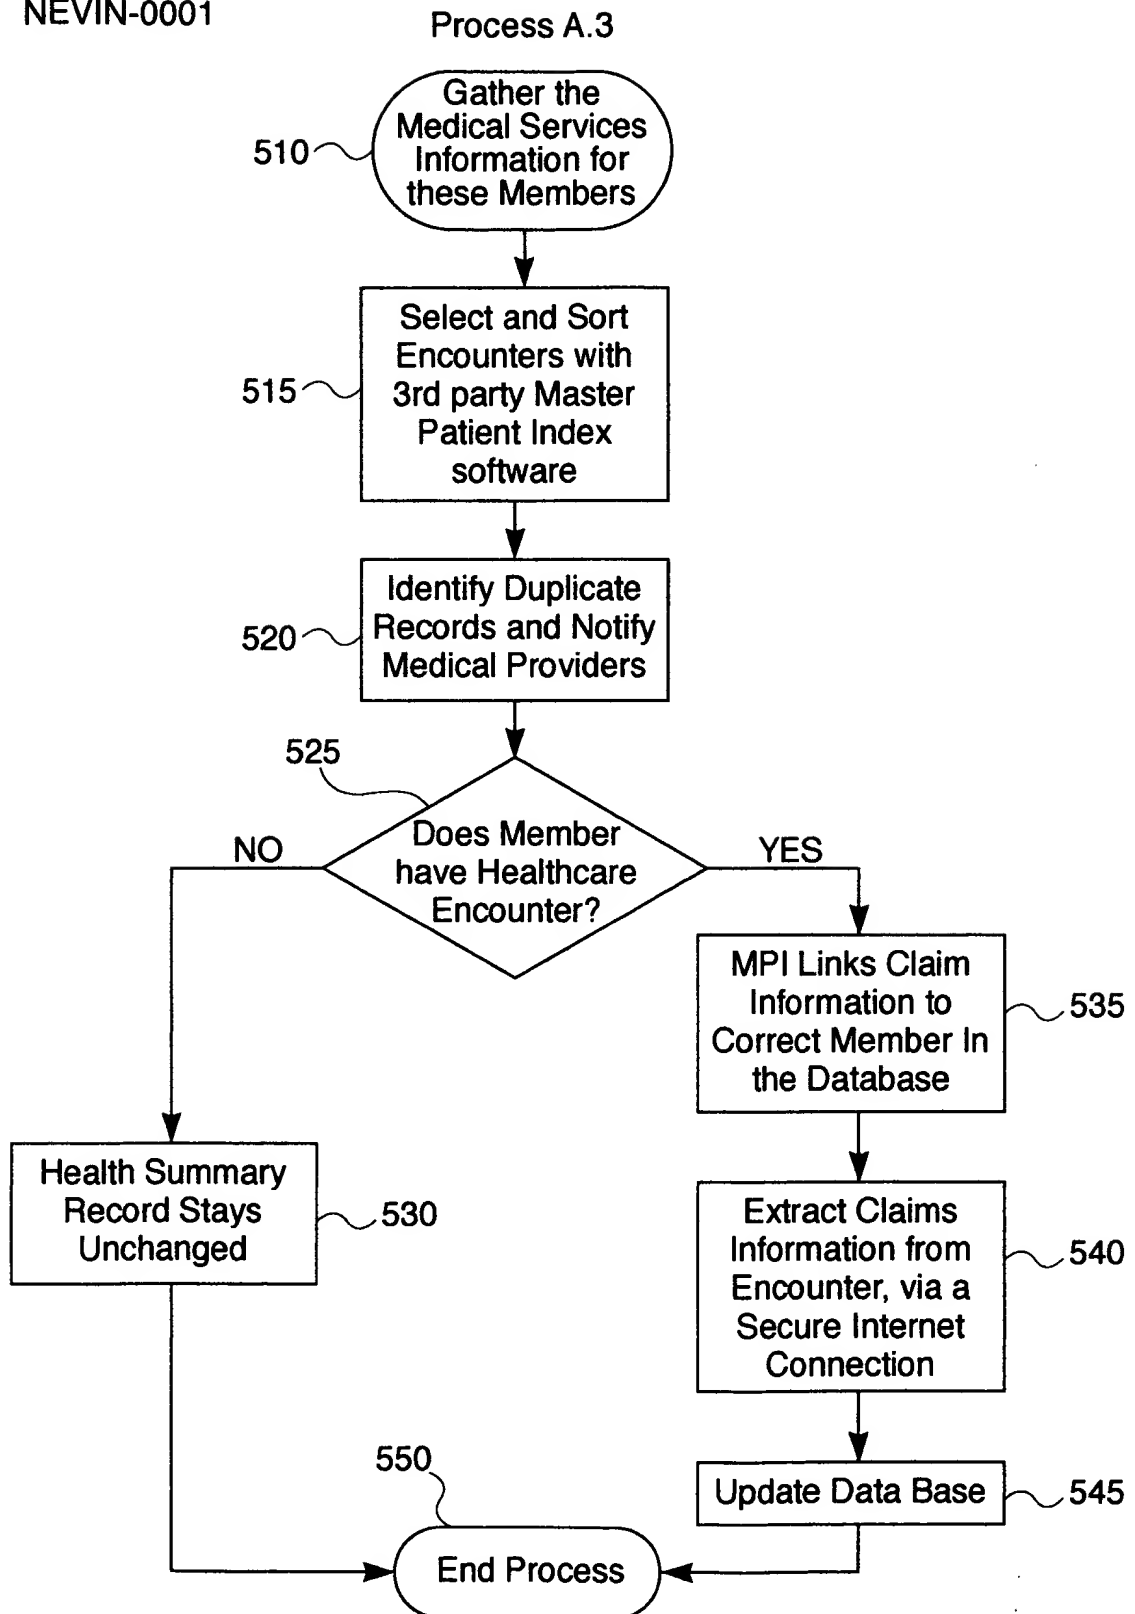 NEVIN-0001
Process A.3
Gather the
Medical Services
Information for
these Members
510
Select and Sort
Encounters with
3rd party Master
Patient Index
software
515
Identify Duplicate
Records and Notify
Medical Providers
520
525
Does Member
have Healthcare
Encounter?
NO
YES
MPI Links Claim
Information to
Correct Member In
the Database
535
Health Summary
Record Stays
Unchanged
530
Extract Claims
Information from
Encounter, via a
Secure Internet
Connection
540
Update Data Base
545
550
End Process